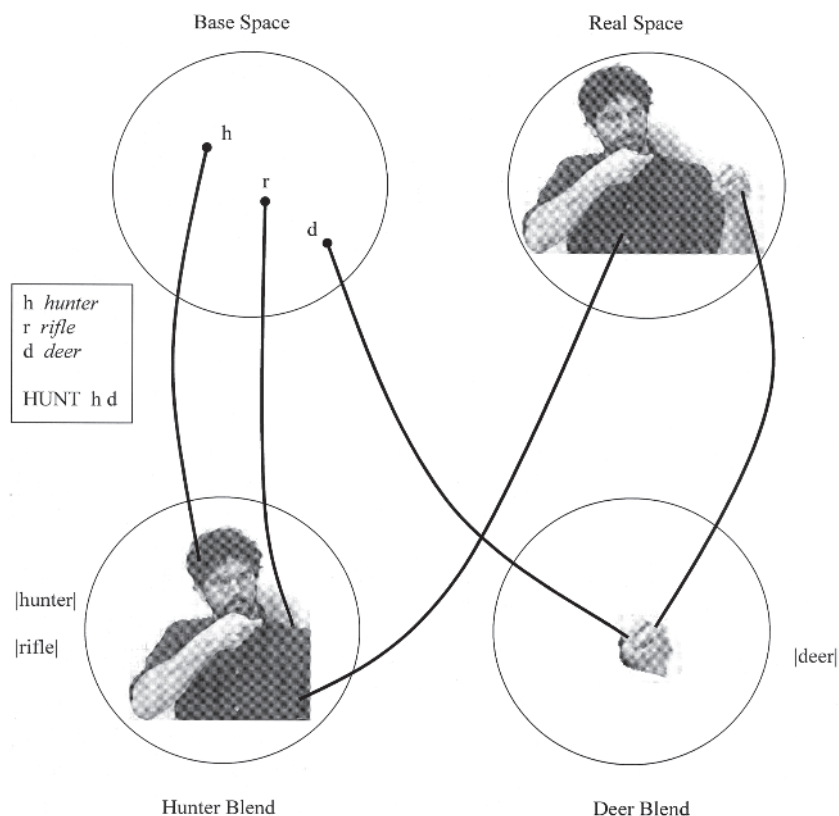 Base Space
Real Space
h
r
d
h hunter
r rifle
d deer
HUNT h d
|hunter|
|rifle|
|deer|
Hunter Blend
Deer Blend